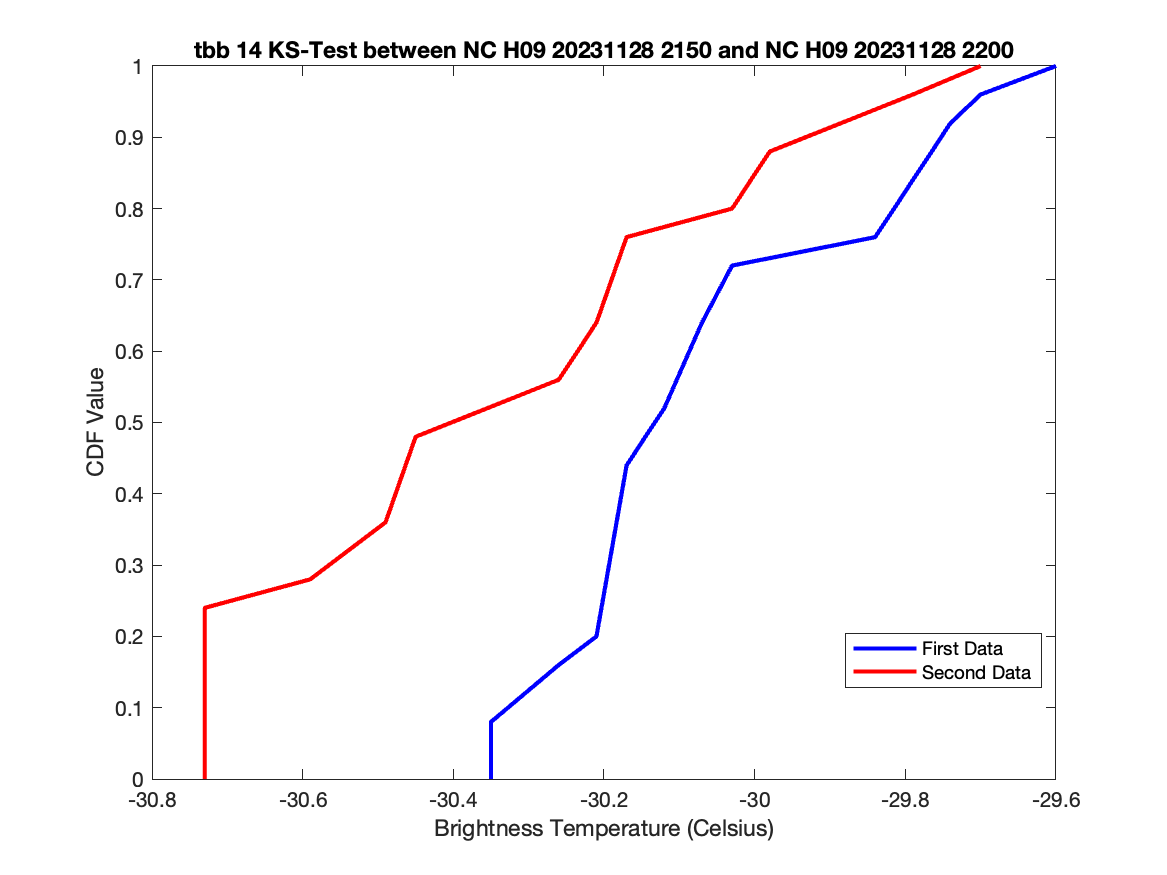 tbb 14 KS-Test between NC H09 20231128 2150 and NC H09 20231128 2200
1
0.9
0.8
0.7
0.6
0.5
0.4
0.3
0.2
0.1
0
CDF Value
First Data
Second Data
-30.8 -30.6 -30.4 -30.2 -30 -29.8 -29.6
Brightness Temperature (Celsius)